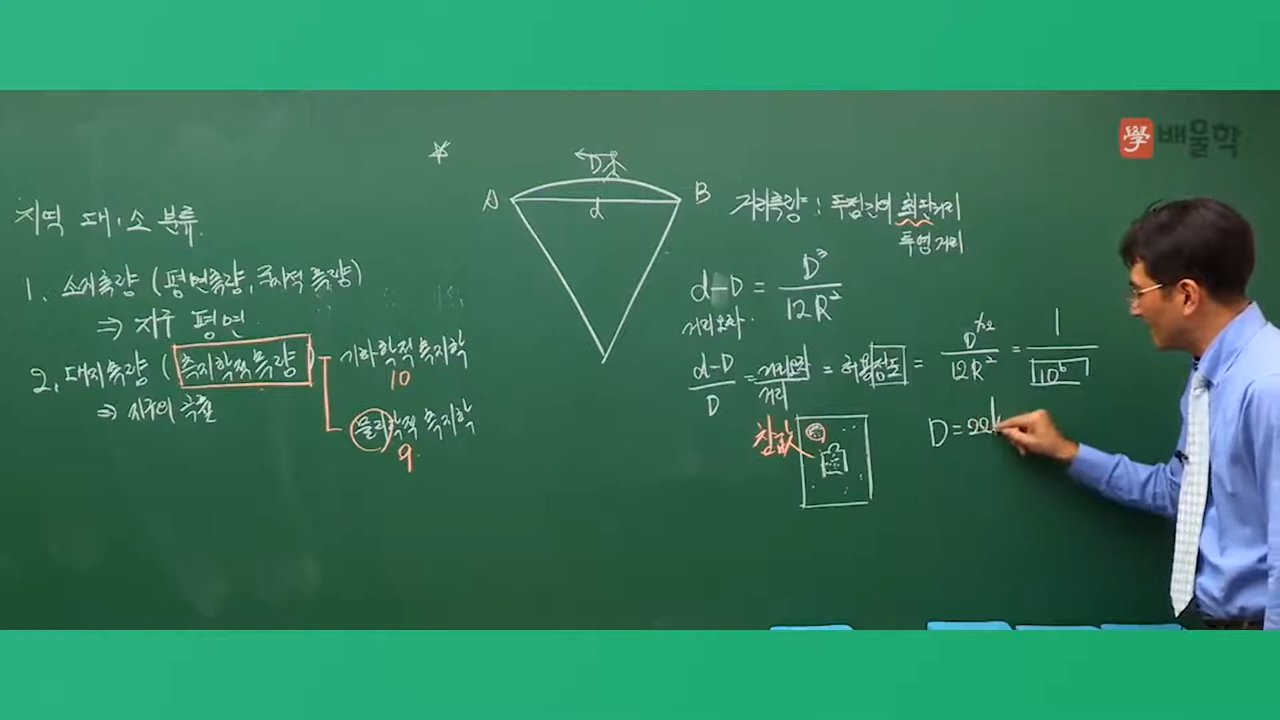 學 배울학
지적 대·소 분류
1. 소지측량 (평면측량, 국지적 측량)
⇒ 지구 평면
2. 대지측량 (측지학적 측량)
⇒ 지구의 곡률
기하학적 측지학
10
물리학적 측지학
9
A
B
D
d
거리측량 : 두점간의 최단거리
투영거리
d-D = D³ / 12R²
거리오차
d-D / D = 거리오차 / 거리 = 허용정도 = D² / 12R² = 1 / 10⁶
참값
D = 22k